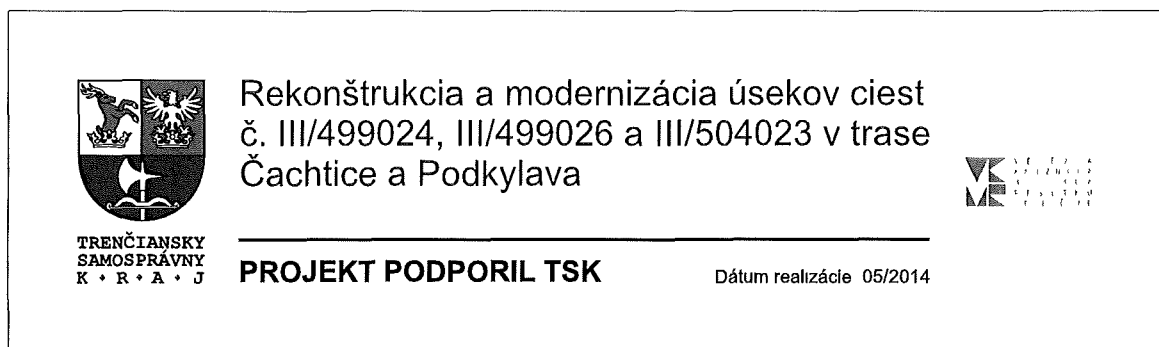 Rekonštrukcia a modernizácia úsekov ciest
č. III/499024, III/499026 a III/504023 v trase
Čachtice a Podkylava
TRENČIANSKY
SAMOSPRÁVNY
K • R • A • J
PROJEKT PODPORIL TSK
Dátum realizácie 05/2014